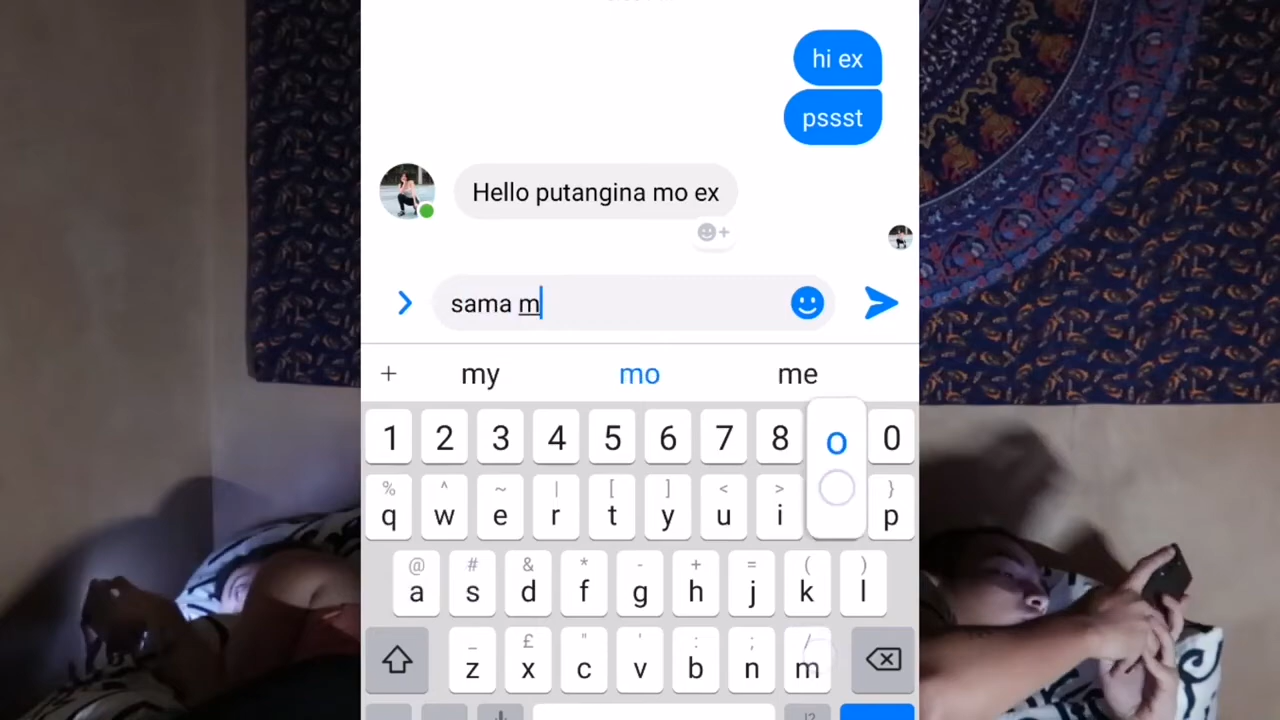 hi ex
pssst
Hello putangina mo ex
sama m
my mo me
1 2 3 4 5 6 7 8 o 0
% ^ ~ | [ ] < > }
q w e r t y u i p
@ # & * - + = ( )
a s d f g h j k l
_ £ " ' : ; /
z x c v b n m
!?